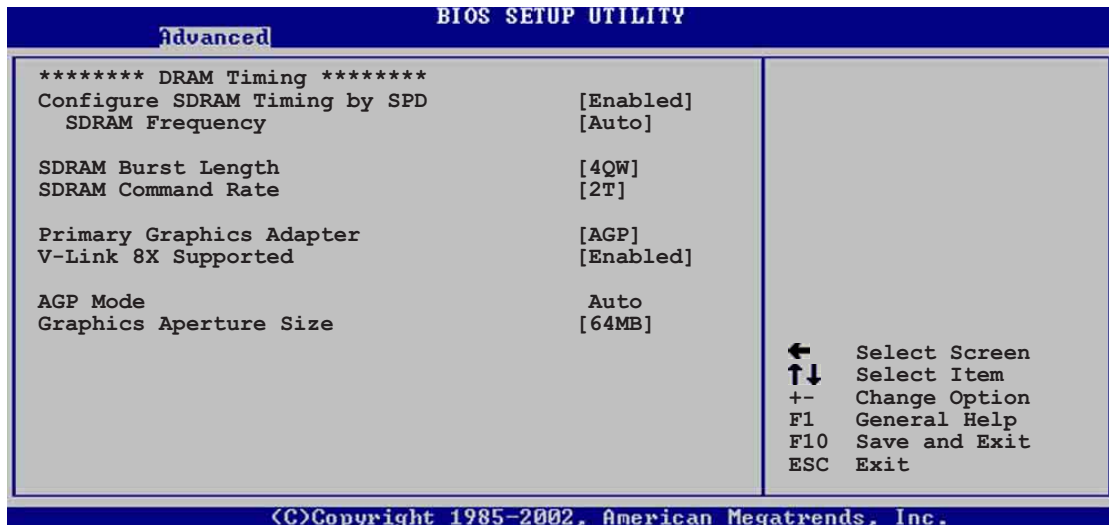 BIOS SETUP UTILITY
Advanced
******** DRAM Timing ********
Configure SDRAM Timing by SPD [Enabled]
SDRAM Frequency [Auto]
SDRAM Burst Length [4QW]
SDRAM Command Rate [2T]
Primary Graphics Adapter [AGP]
V-Link 8X Supported [Enabled]
AGP Mode Auto
Graphics Aperture Size [64MB]
← Select Screen
↑↓ Select Item
+- Change Option
F1 General Help
F10 Save and Exit
ESC Exit
(C)Copyright 1985-2002, American Megatrends, Inc.